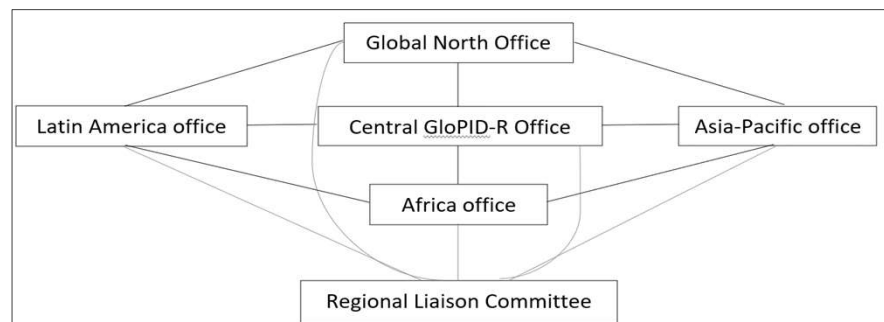 Global North Office
Latin America office
Central GloPID-R Office
Asia-Pacific office
Africa office
Regional Liaison Committee